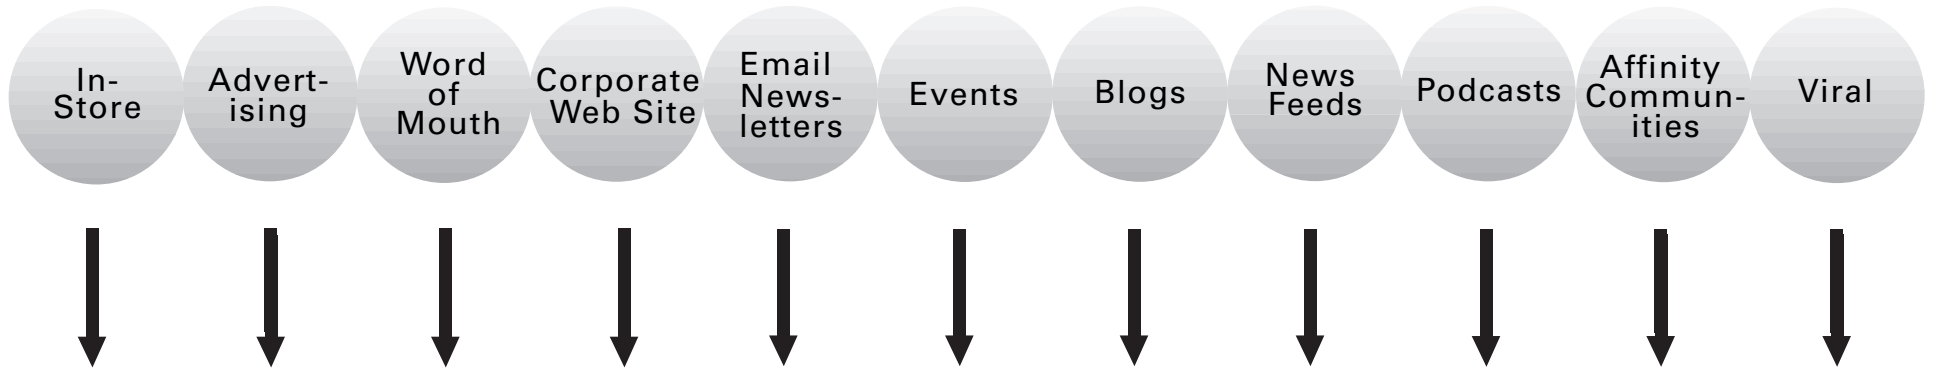 In-
Store
Advert-
ising
Word
of
Mouth
Corporate
Web Site
Email
News-
letters
Events
Blogs
News
Feeds
Podcasts
Affinity
Commun-
ities
Viral